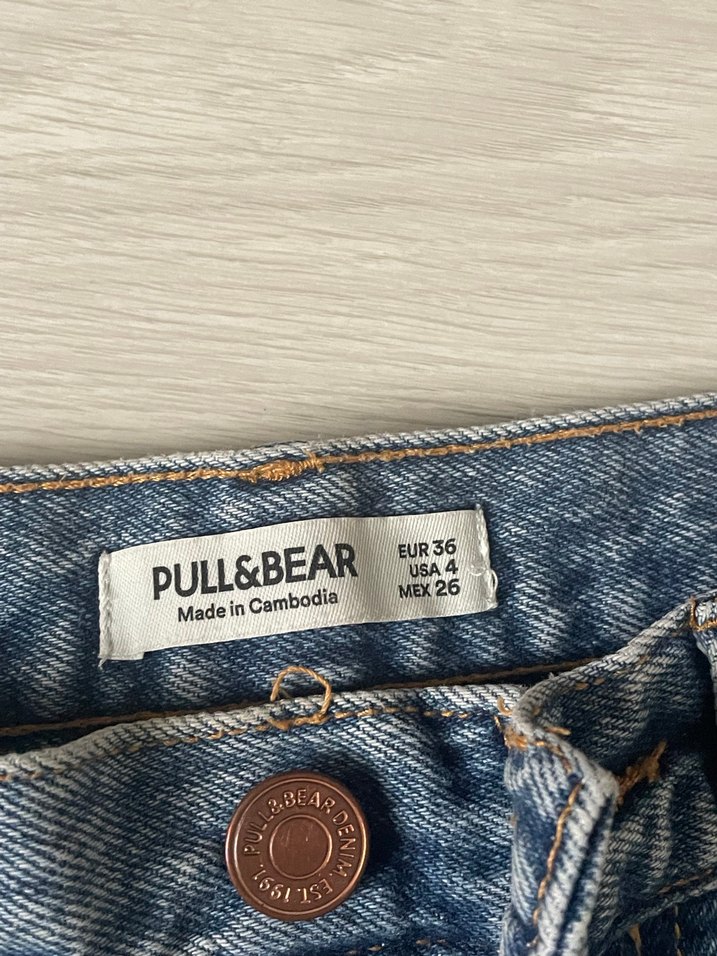 PULL&BEAR
Made in Cambodia
EUR 36
USA 4
MEX 26
PULL&BEAR DENIM. EST. 1991.